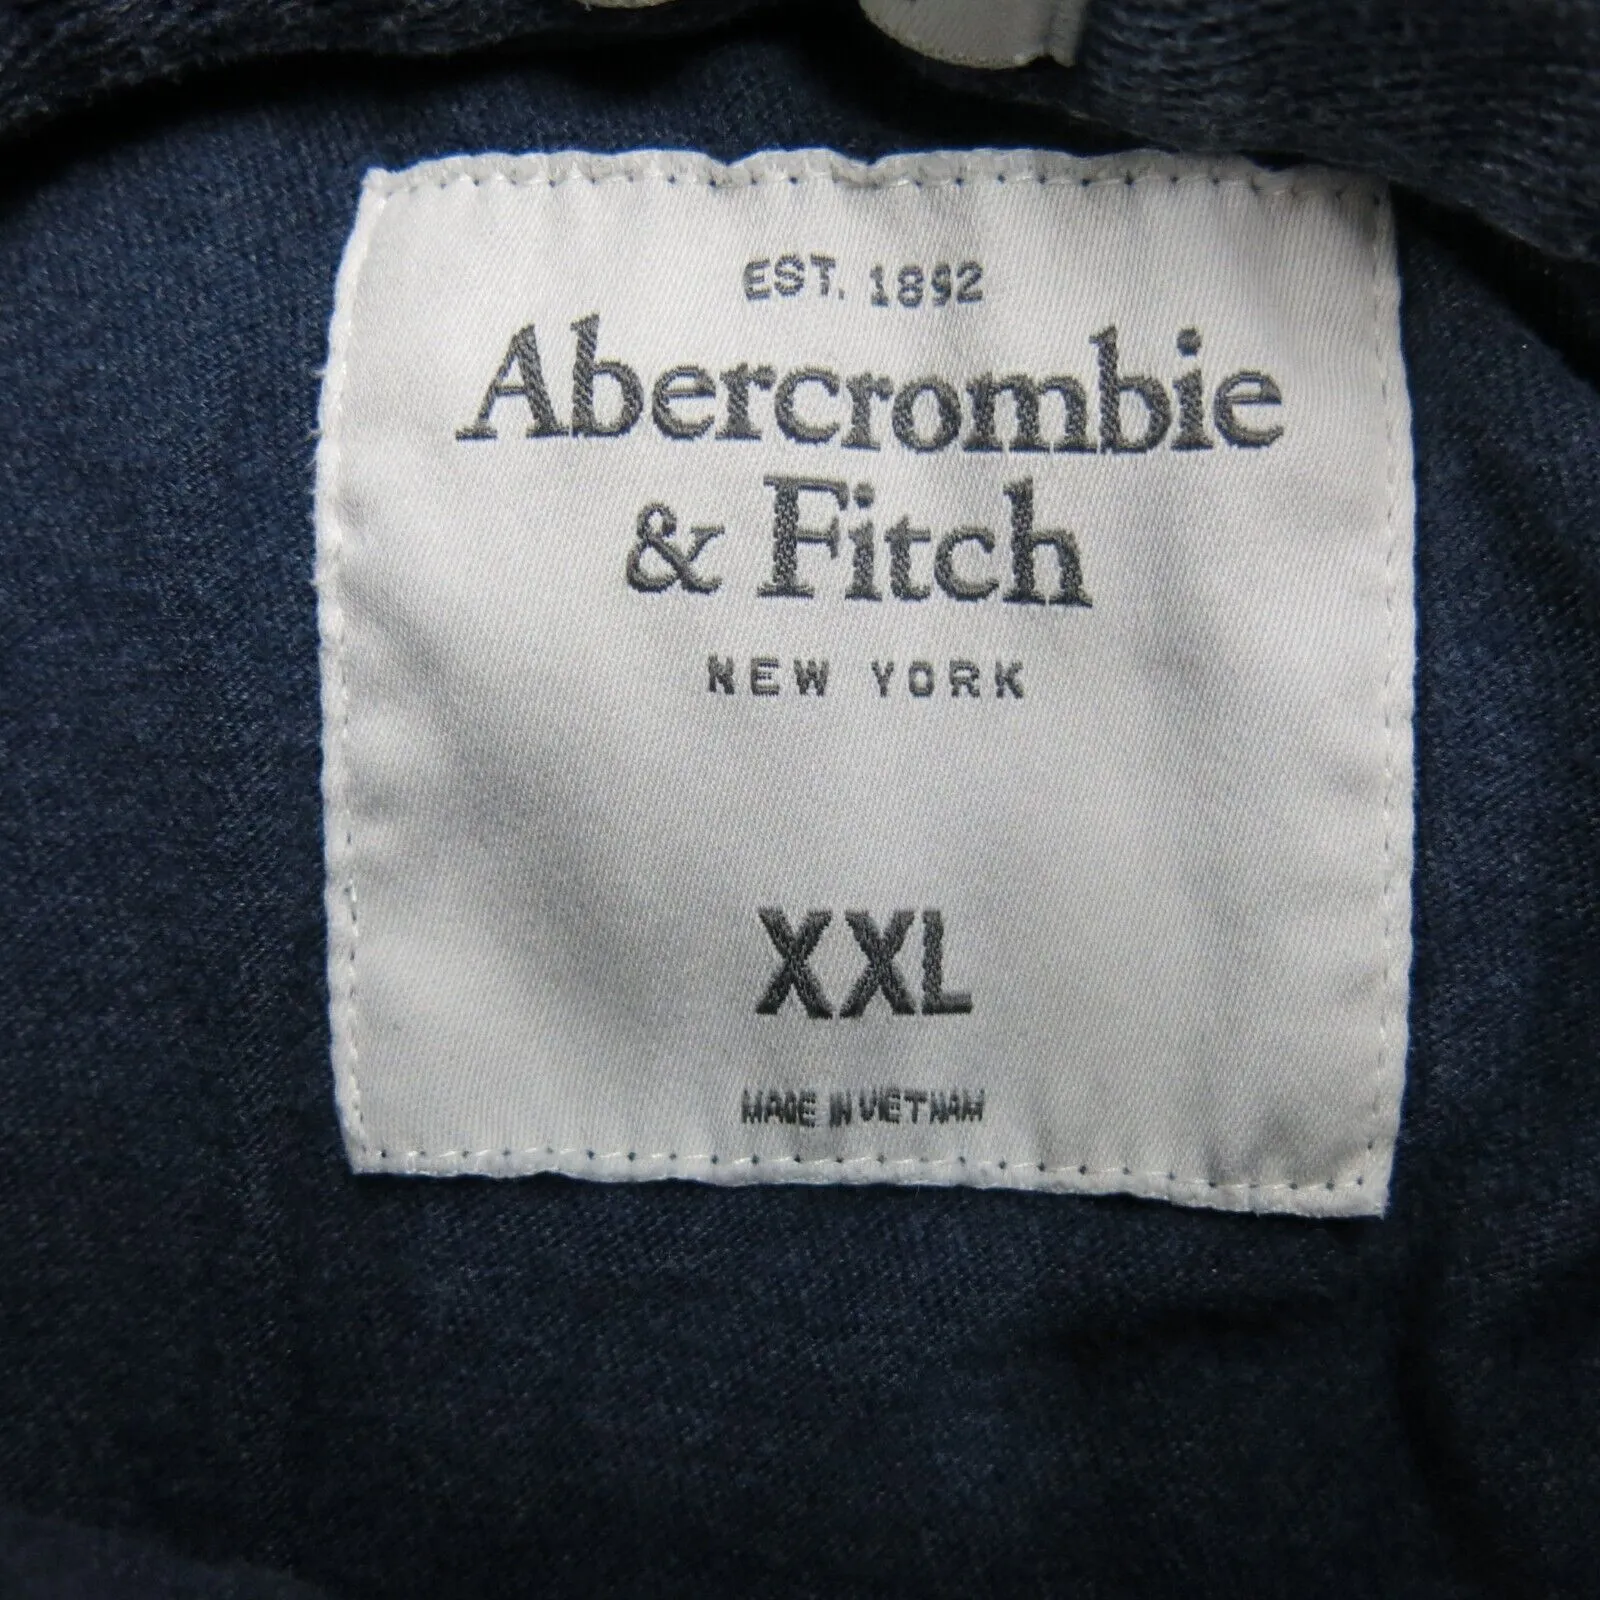 EST. 1892
Abercrombie
& Fitch
NEW YORK
XXL
MADE IN VIETNAM